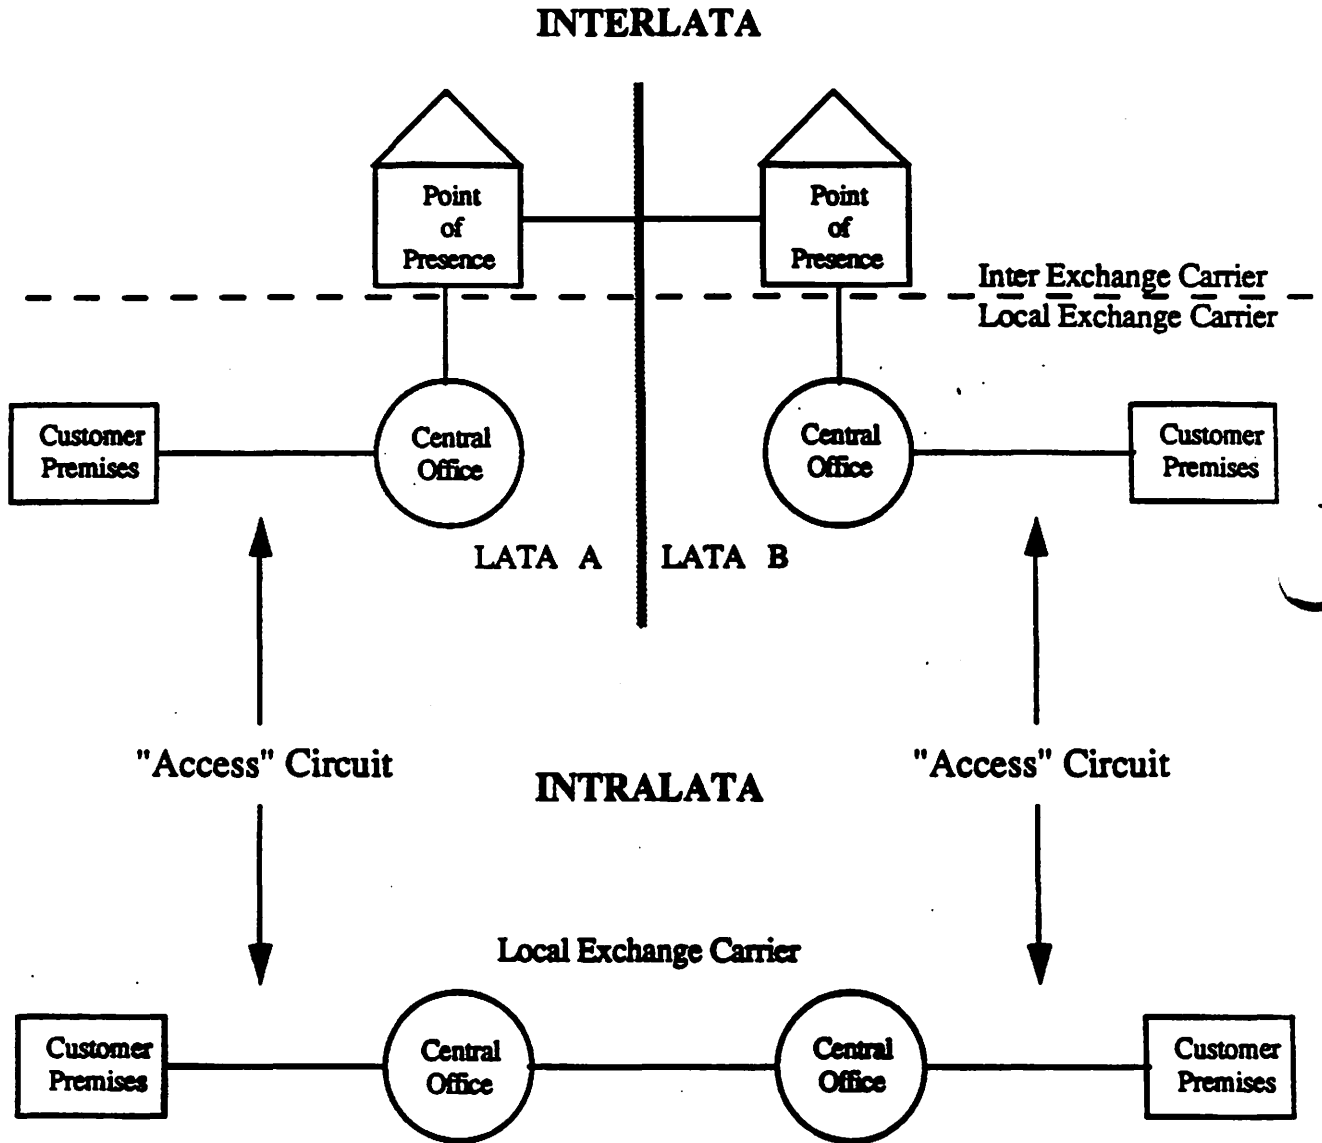 INTERLATA
Point
of
Presence
Point
of
Presence
Inter Exchange Carrier
Local Exchange Carrier
Customer
Premises
Central
Office
Central
Office
Customer
Premises
LATA A
LATA B
"Access" Circuit
"Access" Circuit
INTRALATA
Local Exchange Carrier
Customer
Premises
Central
Office
Central
Office
Customer
Premises